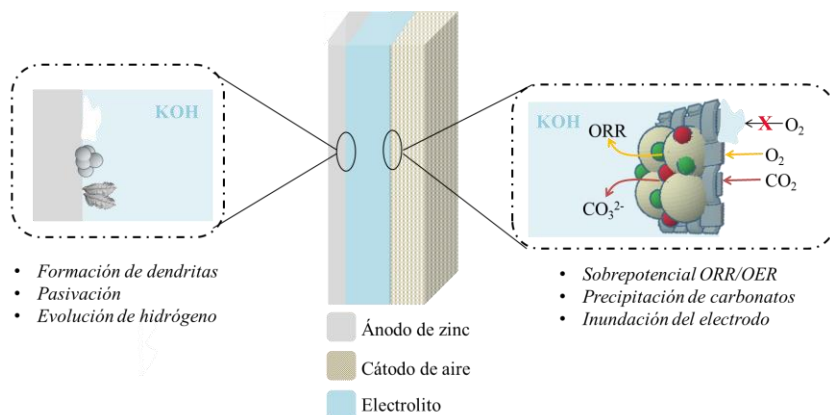 KOH
• Formación de dendritas
• Pasivación
• Evolución de hidrógeno
Ánodo de zinc
Cátodo de aire
Electrolito
KOH
ORR
X O₂
O₂
CO₂
CO₃²⁻
• Sobrepotencial ORR/OER
• Precipitación de carbonatos
• Inundación del electrodo